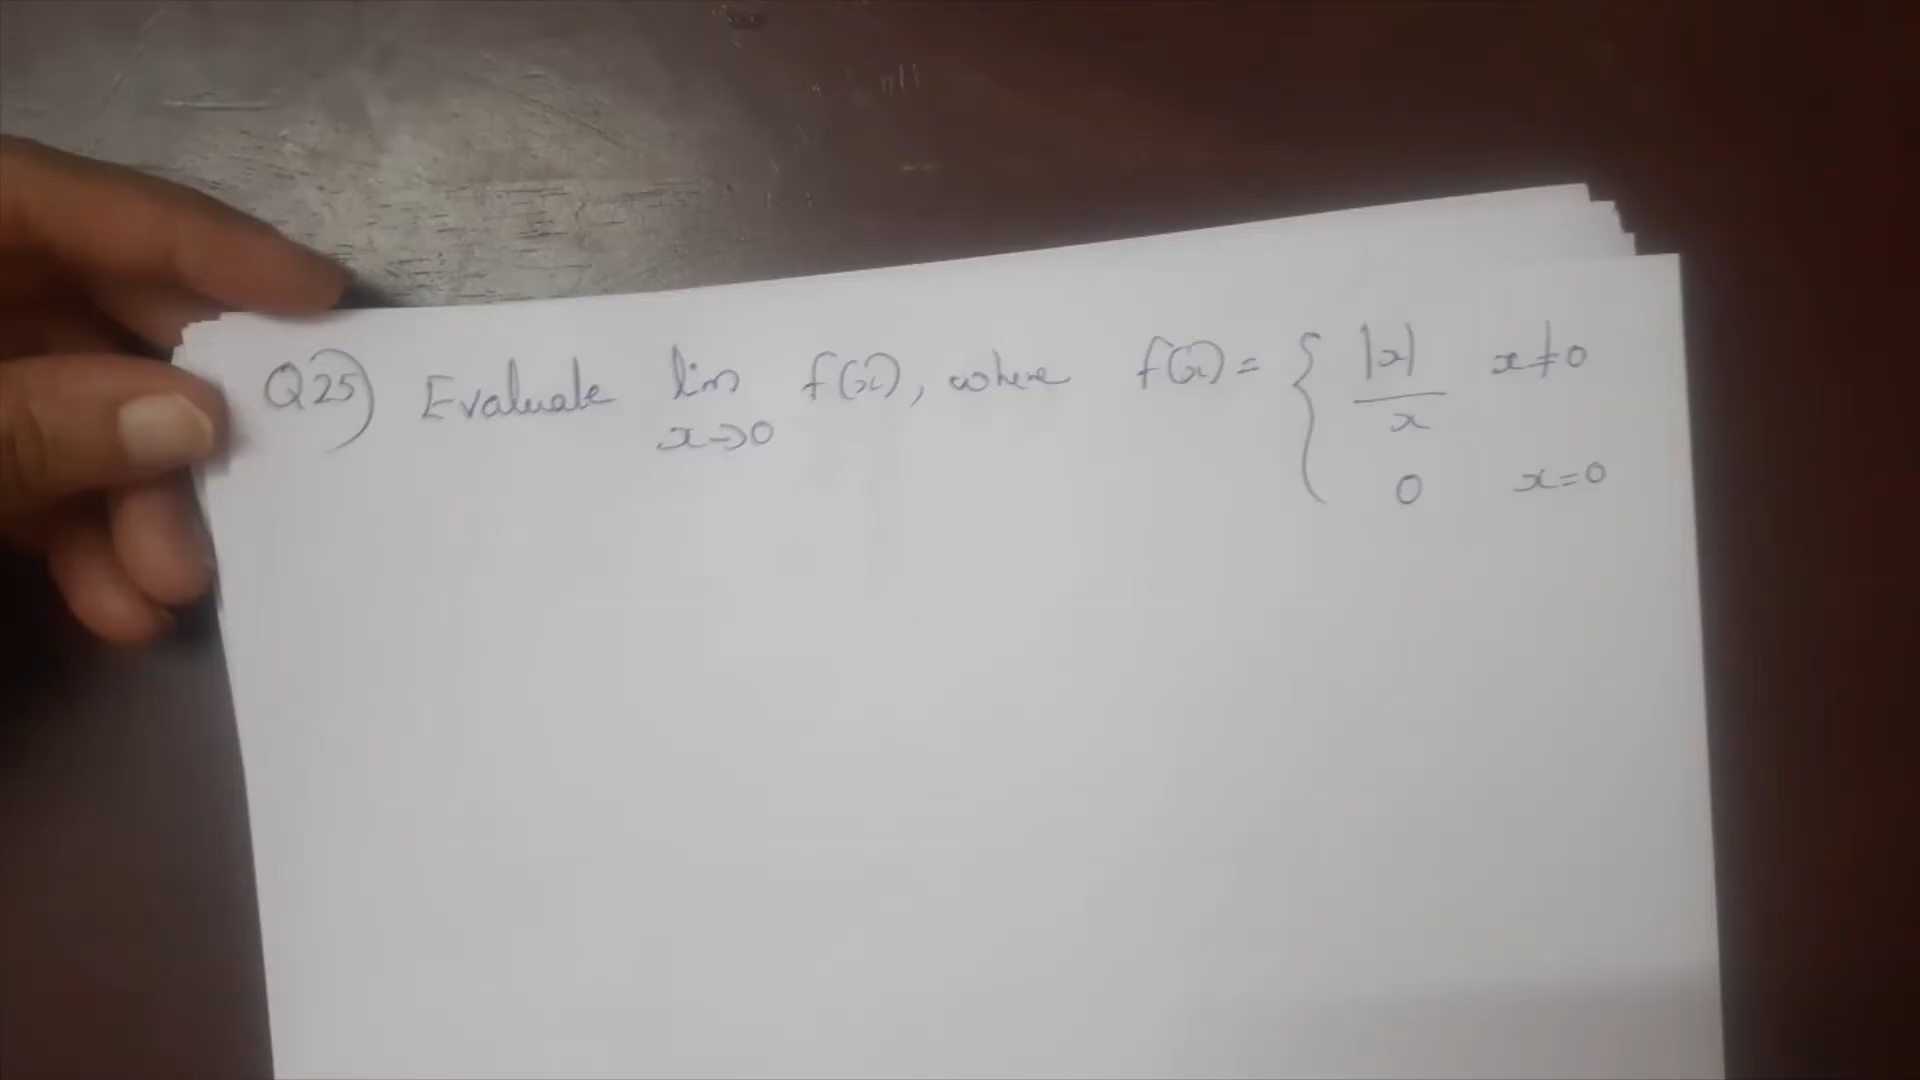 Q25) Evaluate lim x→0 f(x), where f(x) = { |x|/x x≠0
0 x=0